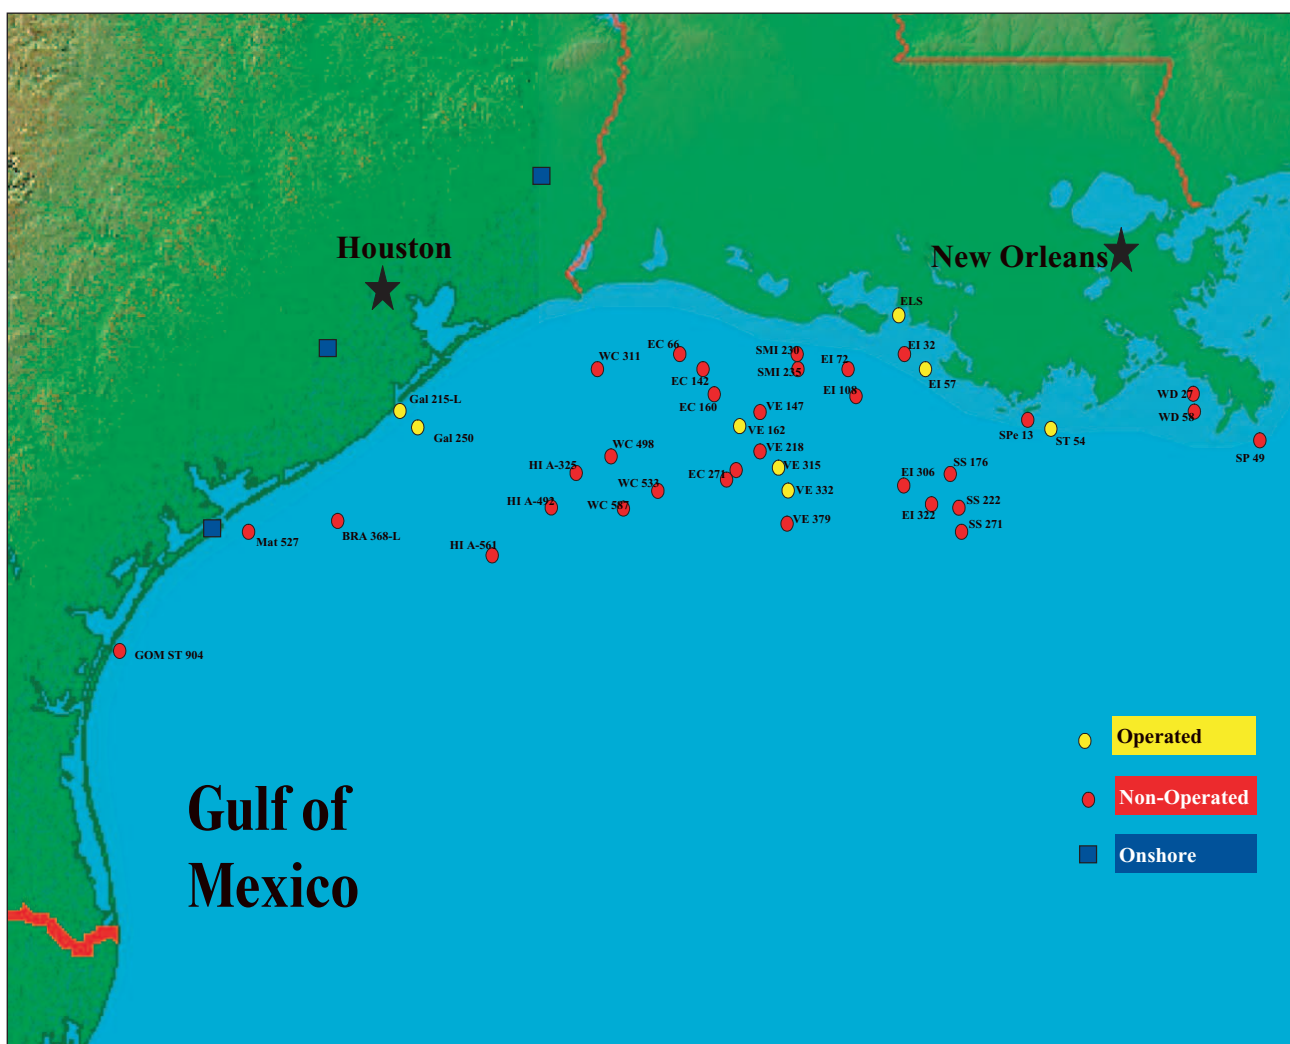 Houston
New Orleans
ELS
EC 66
SMI 230
EI 32
WC 311
EI 72
EC 142
SMI 235
EI 57
EI 108
WD 27
Gal 215-L
EC 160
VE 147
WD 58
Gal 250
VE 162
SPe 13
ST 54
WC 498
VE 218
SP 49
HI A-325
VE 315
SS 176
EC 271
EI 306
WC 533
VE 332
HI A-492
WC 587
SS 222
EI 322
VE 379
SS 271
Mat 527
BRA 368-L
HI A-561
GOM ST 904
Operated
Non-Operated
Onshore
Gulf of
Mexico